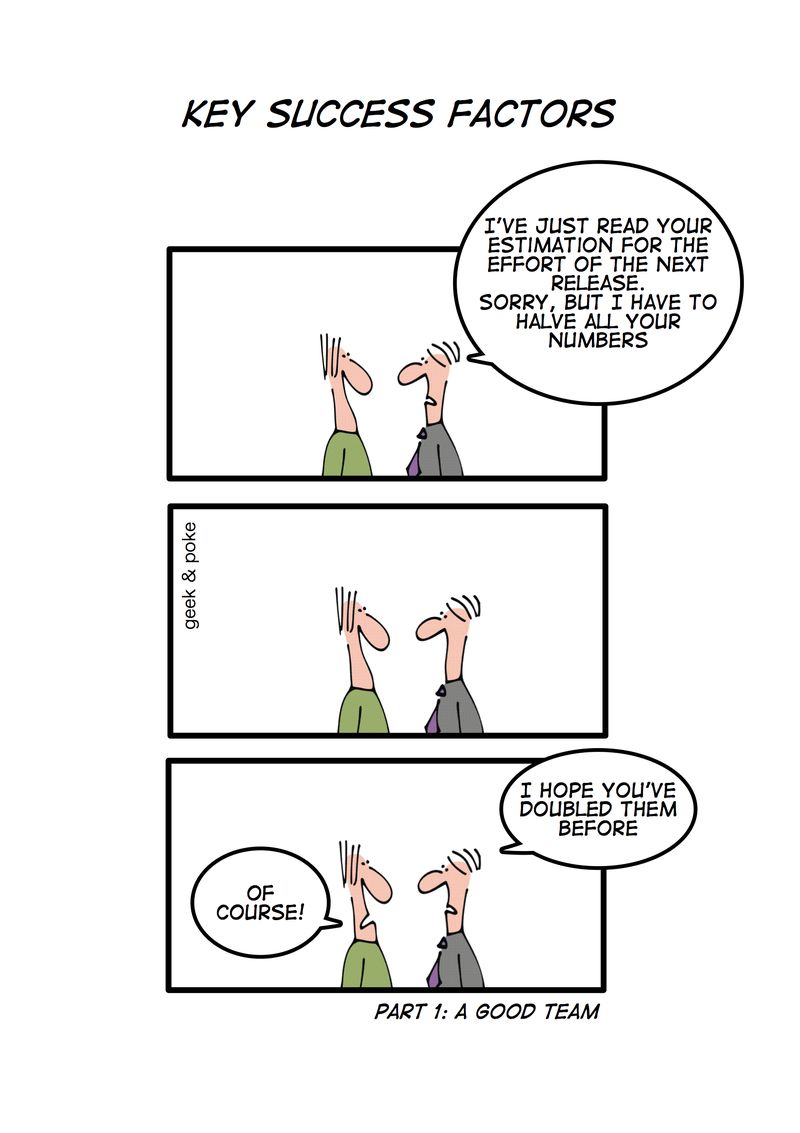 KEY SUCCESS FACTORS
I'VE JUST READ YOUR
ESTIMATION FOR THE
EFFORT OF THE NEXT
RELEASE.
SORRY, BUT I HAVE TO
HALVE ALL YOUR
NUMBERS
geek & poke
I HOPE YOU'VE
DOUBLED THEM
BEFORE
OF
COURSE!
PART 1: A GOOD TEAM